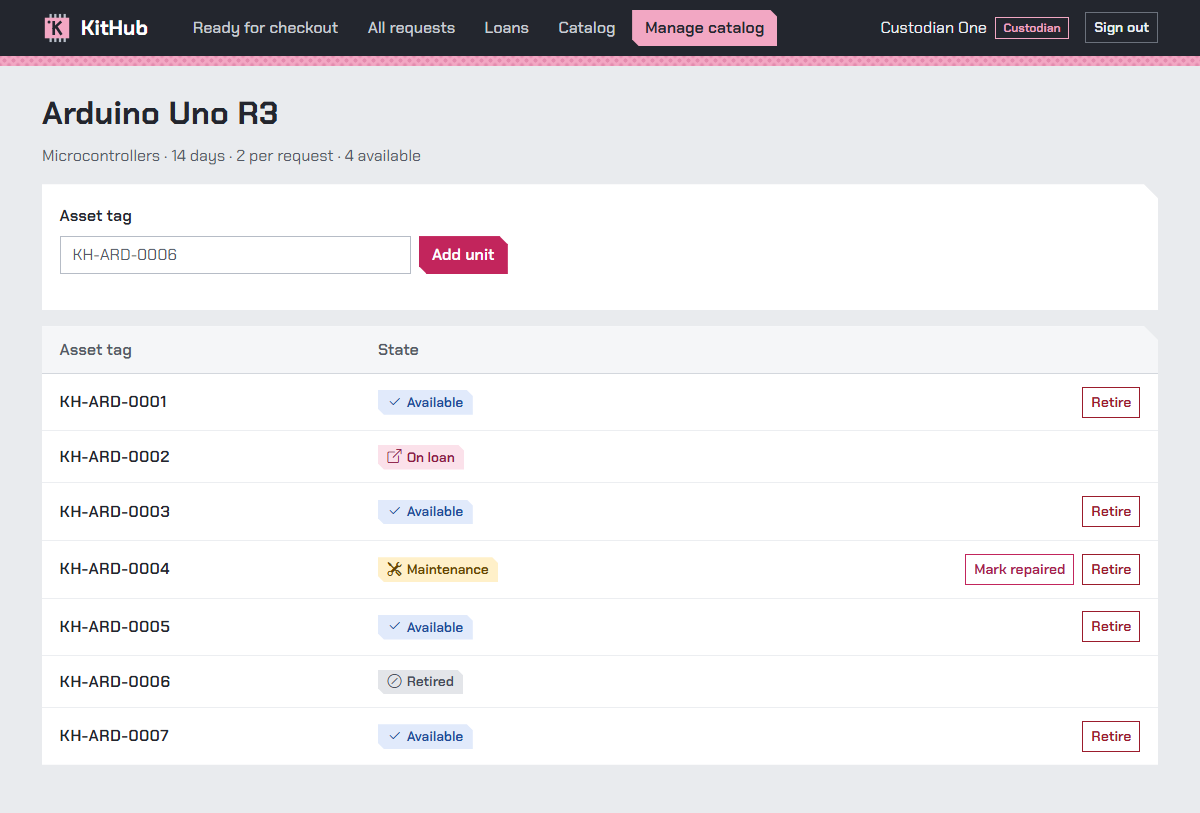 KitHub Ready for checkout All requests Loans Catalog Manage catalog Custodian One Custodian Sign out
Arduino Uno R3
Microcontrollers · 14 days · 2 per request · 4 available
Asset tag
KH-ARD-0006 Add unit
Asset tag State
KH-ARD-0001 Available Retire
KH-ARD-0002 On loan
KH-ARD-0003 Available Retire
KH-ARD-0004 Maintenance Mark repaired Retire
KH-ARD-0005 Available Retire
KH-ARD-0006 Retired
KH-ARD-0007 Available Retire